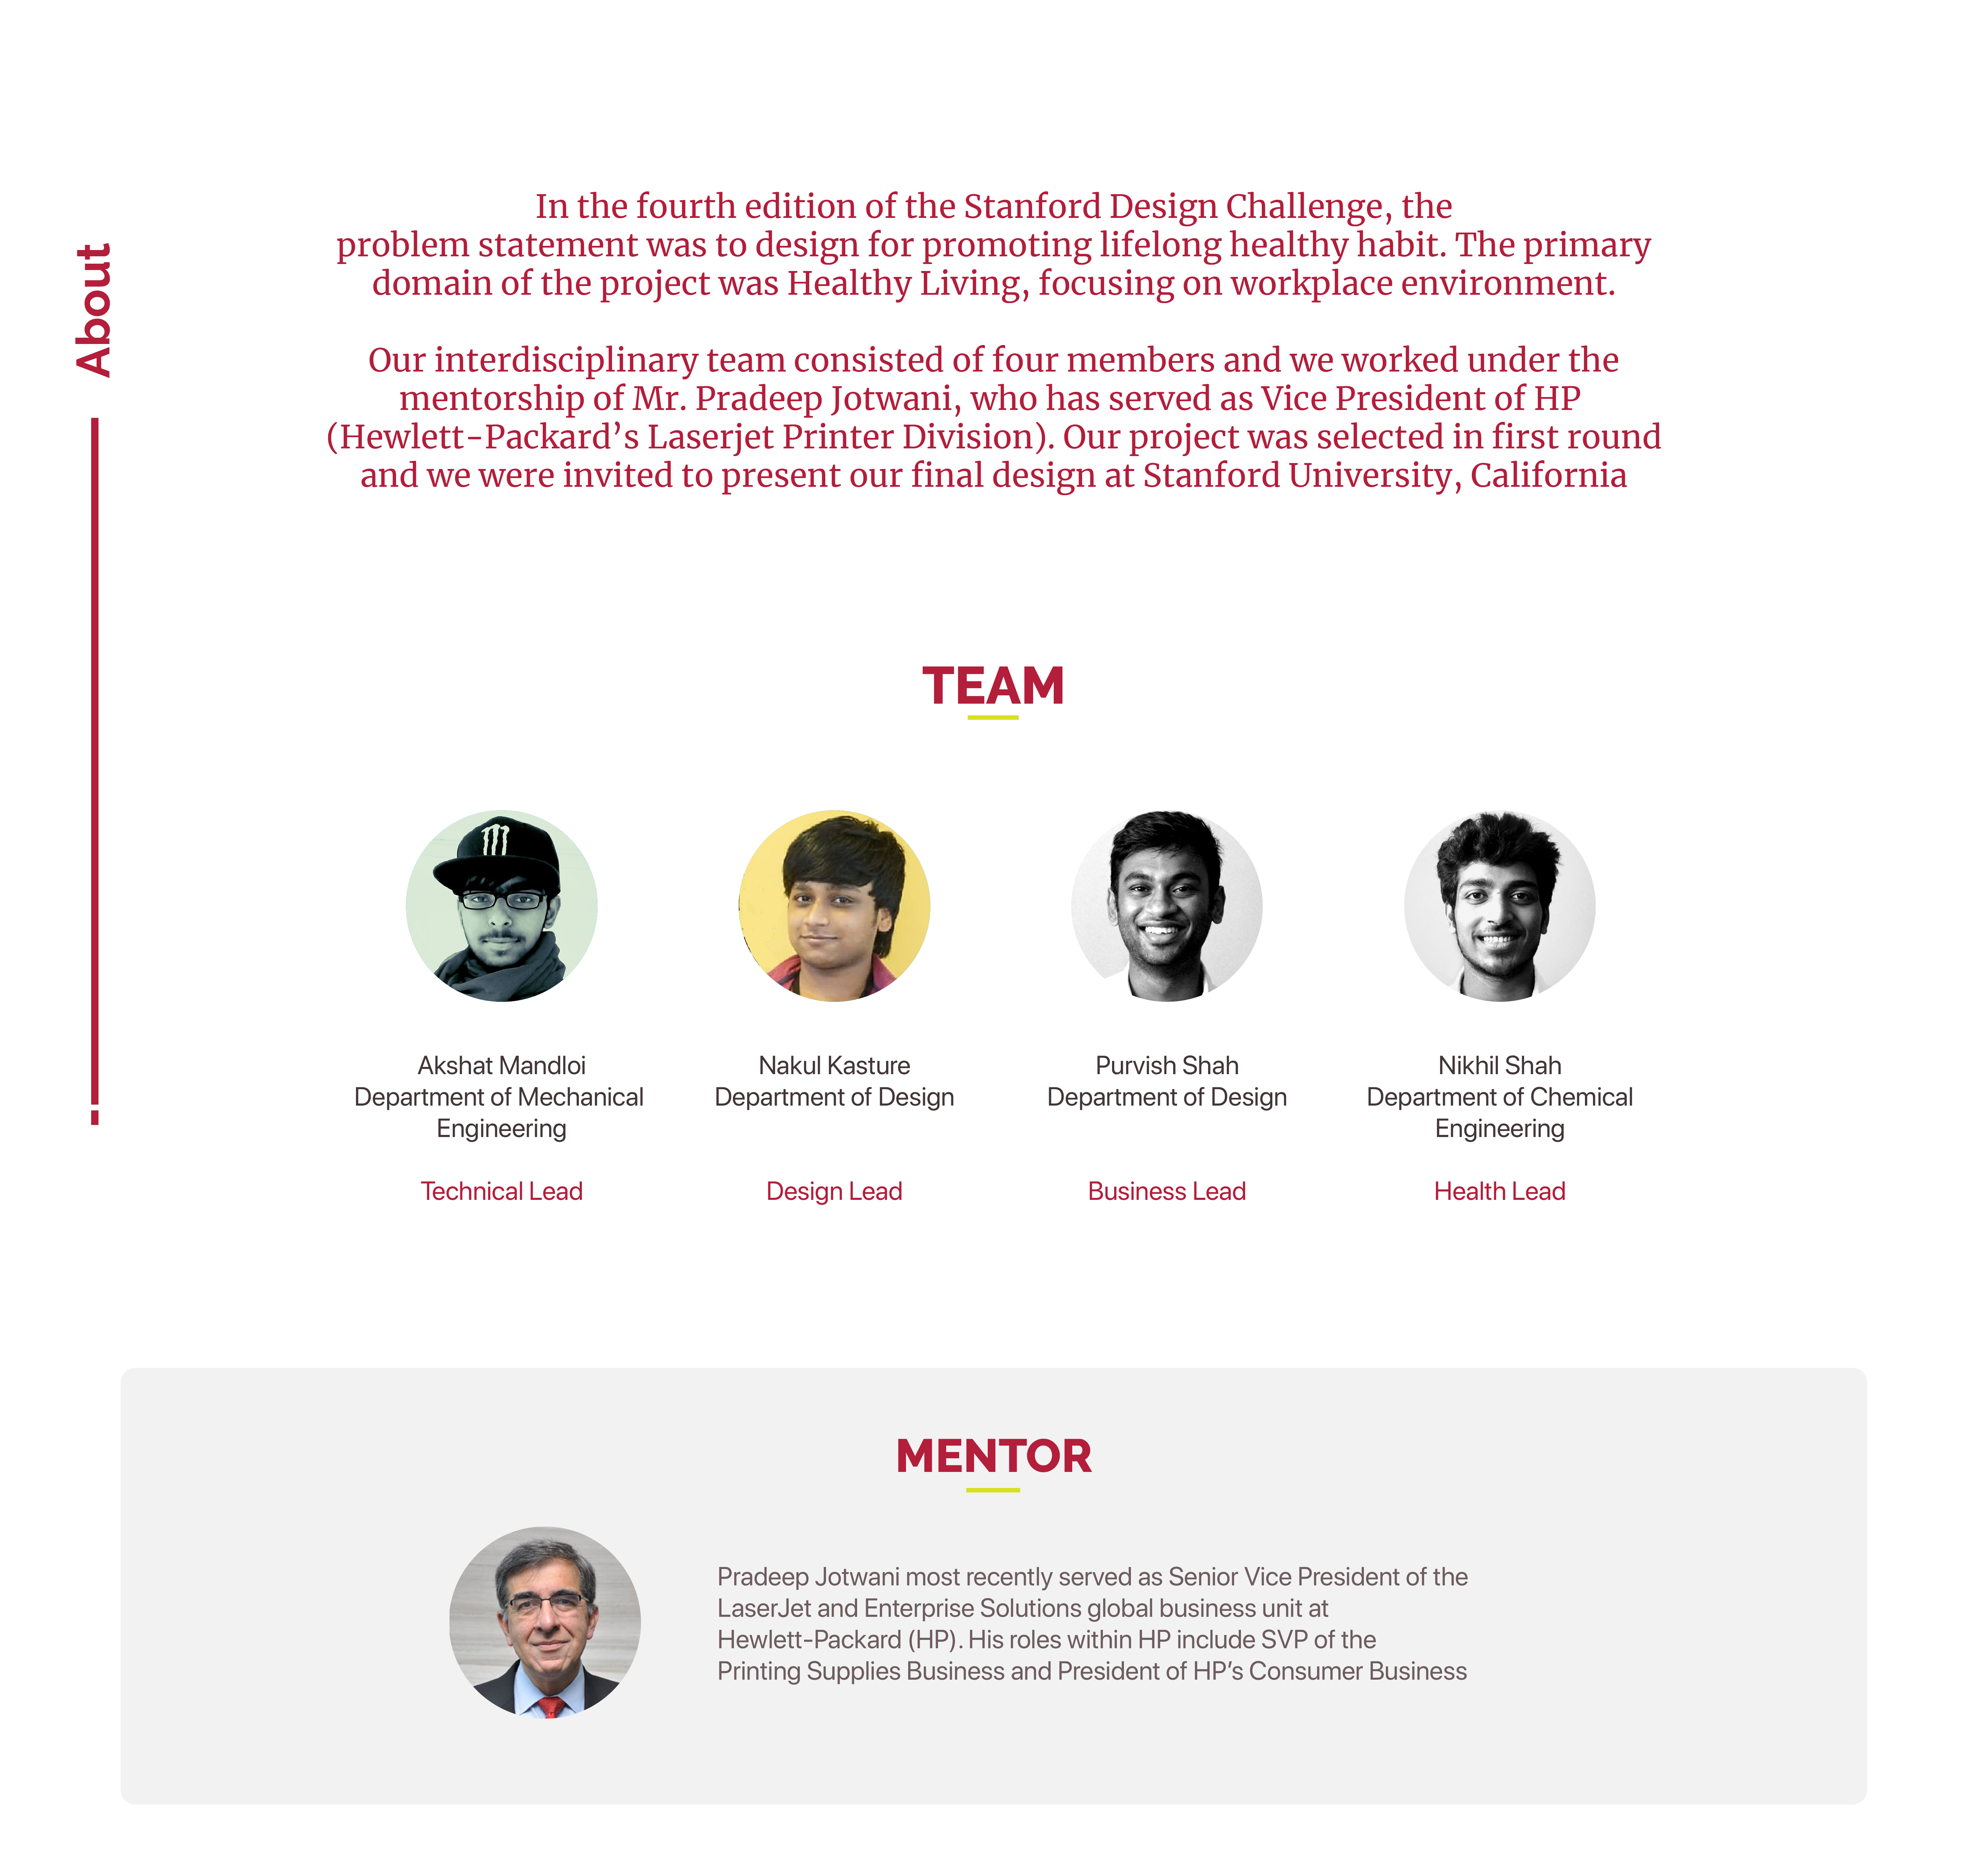 About
In the fourth edition of the Stanford Design Challenge, the
problem statement was to design for promoting lifelong healthy habit. The primary
domain of the project was Healthy Living, focusing on workplace environment.
Our interdisciplinary team consisted of four members and we worked under the
mentorship of Mr. Pradeep Jotwani, who has served as Vice President of HP
(Hewlett-Packard’s Laserjet Printer Division). Our project was selected in first round
and we were invited to present our final design at Stanford University, California
TEAM
Akshat Mandloi
Department of Mechanical
Engineering
Technical Lead
Nakul Kasture
Department of Design
Design Lead
Purvish Shah
Department of Design
Business Lead
Nikhil Shah
Department of Chemical
Engineering
Health Lead
MENTOR
Pradeep Jotwani most recently served as Senior Vice President of the
LaserJet and Enterprise Solutions global business unit at
Hewlett-Packard (HP). His roles within HP include SVP of the
Printing Supplies Business and President of HP’s Consumer Business